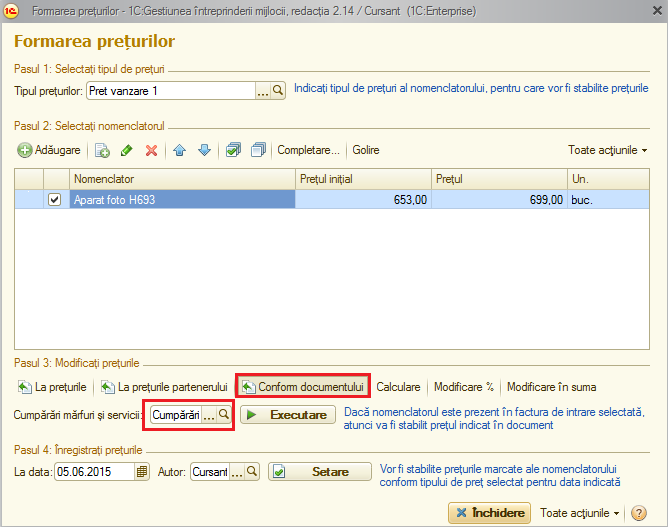 Formarea prețurilor - 1C:Gestiunea întreprinderii mijlocii, redacția 2.14 / Cursant (1C:Enterprise)
Formarea prețurilor
Pasul 1: Selectați tipul de prețuri
Tipul prețurilor: Pret vanzare 1 ... Indicați tipul de prețuri al nomenclatorului, pentru care vor fi stabilite prețurile
Pasul 2: Selectați nomenclatorul
Adăugare Completare... Golire Toate acțiunile
Nomenclator Prețul inițial Prețul Un.
Aparat foto H693 653,00 699,00 buc.
Pasul 3: Modificați prețurile
La prețurile La prețurile partenerului Conform documentului Calculare Modificare % Modificare în suma
Cumpărări mărfuri și servicii: Cumpărări ... Executare Dacă nomenclatorul este prezent în factura de intrare selectată,
atunci va fi stabilit prețul indicat în document
Pasul 4: Înregistrați prețurile
La data: 05.06.2015 Autor: Cursant ... Setare Vor fi stabilite prețurile marcate ale nomenclatorului
conform tipului de preț selectat pentru data indicată
Închidere Toate acțiunile ?